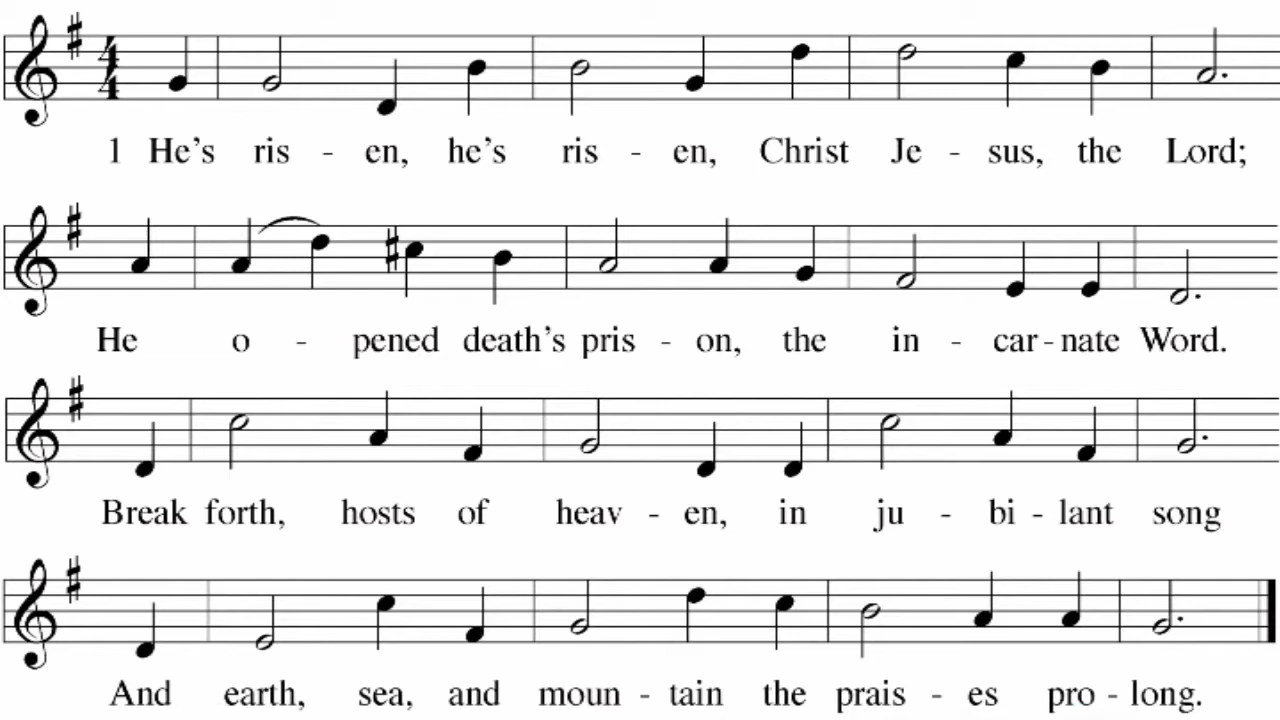 1 He's ris - en, he's ris - en, Christ Je - sus, the Lord;
He o - pened death's pris - on, the in - car - nate Word.
Break forth, hosts of heav - en, in ju - bi - lant song
And earth, sea, and moun - tain the prais - es pro - long.